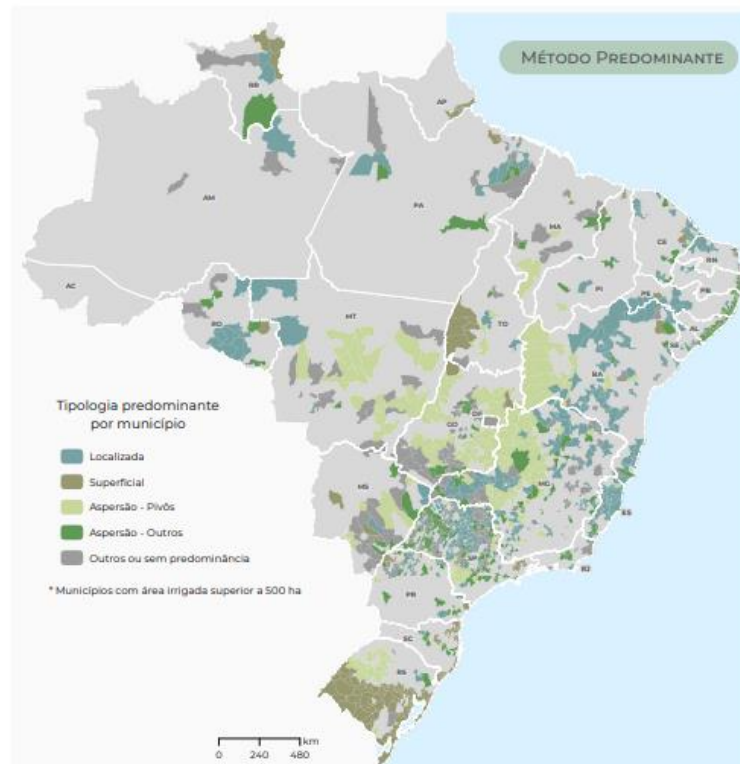 MÉTODO PREDOMINANTE
RR
AP
AM
PA
MA
CE
RN
PB
PE
AL
SE
PI
AC
RO
MT
TO
BA
DF
GO
MG
MS
ES
SP
RJ
PR
SC
RS
Tipologia predominante
por município
Localizada
Superficial
Aspersão - Pivôs
Aspersão - Outros
Outros ou sem predominância
* Municípios com área irrigada superior a 500 ha
km
0 240 480